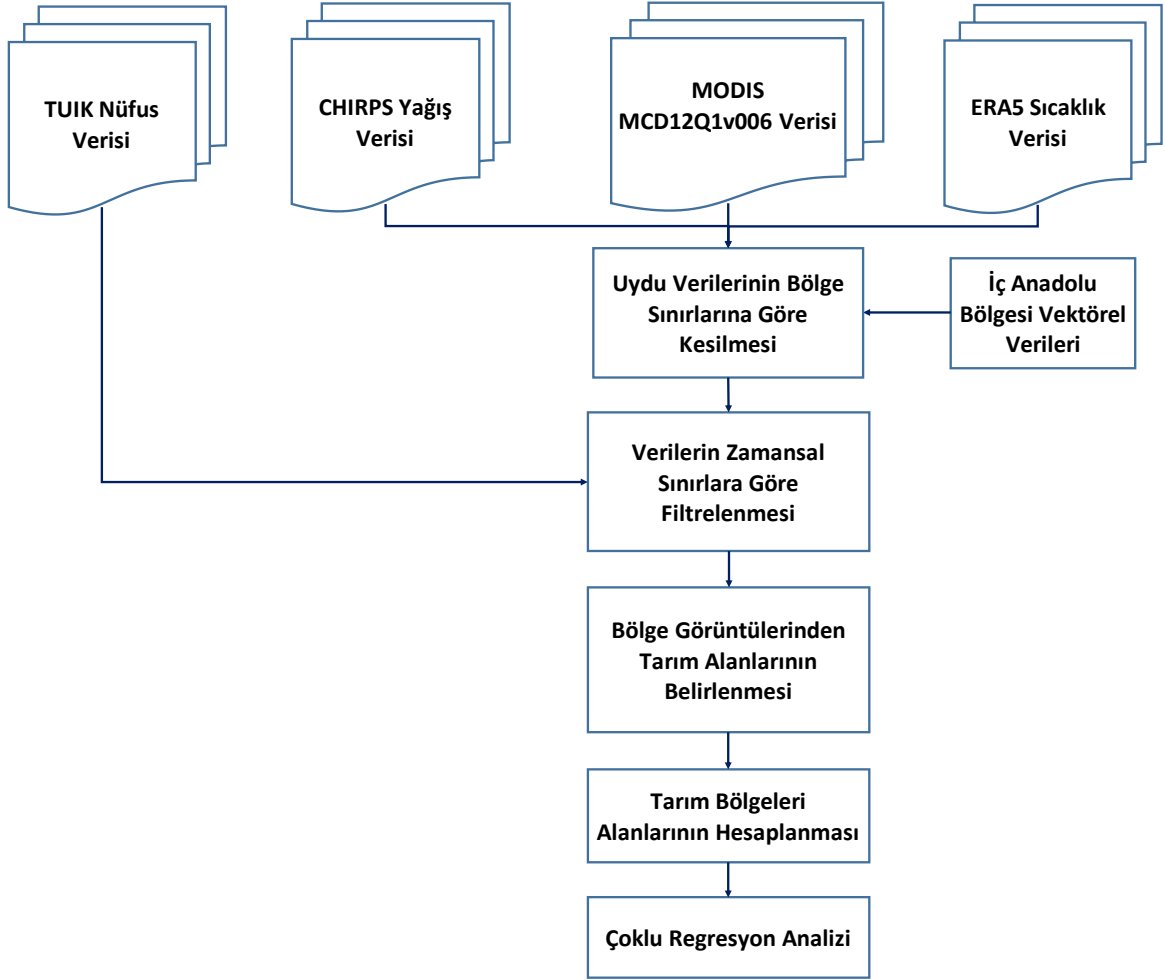 TUIK Nüfus
Verisi
CHIRPS Yağış
Verisi
MODIS
MCD12Q1v006 Verisi
ERA5 Sıcaklık
Verisi
Uydu Verilerinin Bölge
Sınırlarına Göre
Kesilmesi
İç Anadolu
Bölgesi Vektörel
Verileri
Verilerin Zamansal
Sınırlara Göre
Filtrelenmesi
Bölge Görüntülerinden
Tarım Alanlarının
Belirlenmesi
Tarım Bölgeleri
Alanlarının Hesaplanması
Çoklu Regresyon Analizi